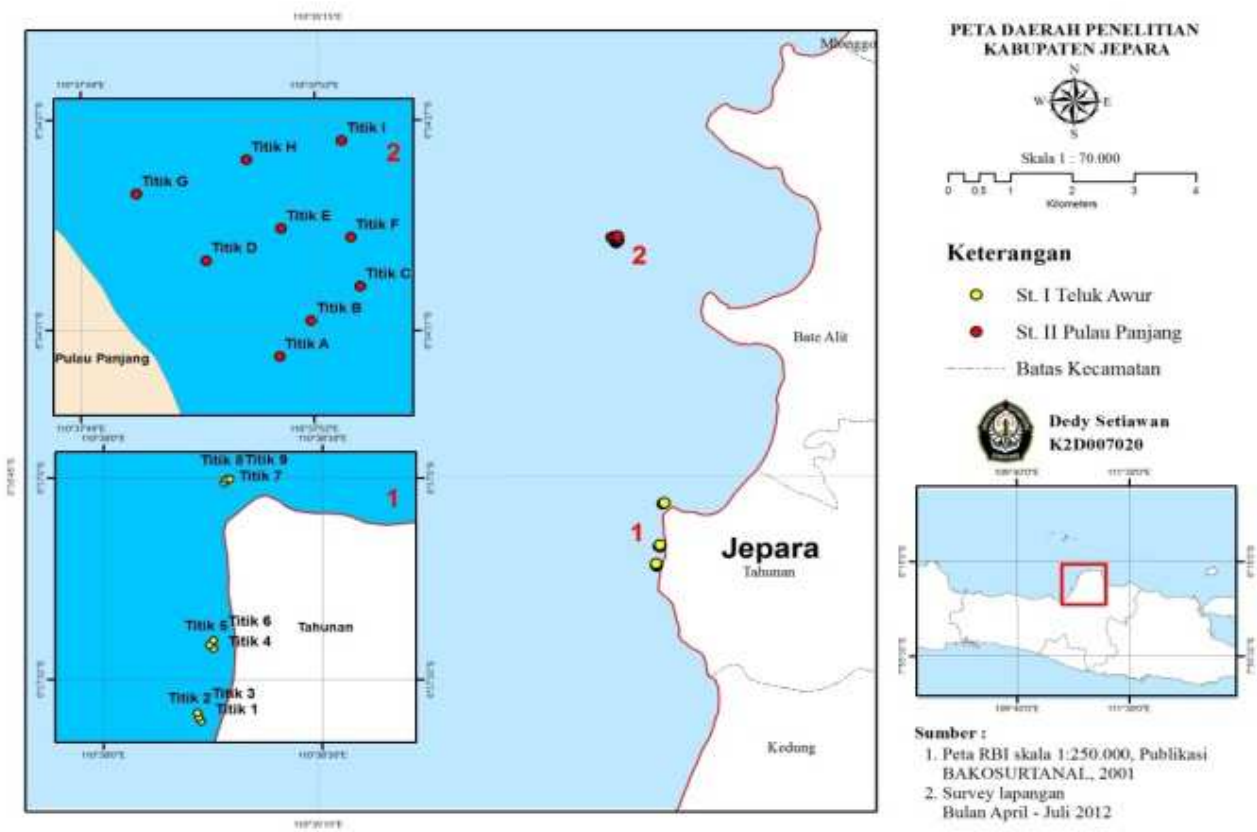 PETA DAERAH PENELITIAN
KABUPATEN JEPARA
N
W
E
S
Skala 1 : 70.000
0 0,5 1 2 3 4
Kilometers
Keterangan
St. I Teluk Awur
St. II Pulau Panjang
Batas Kecamatan
Dedy Setiawan
K2D007020
Sumber :
1. Peta RBI skala 1:250.000, Publikasi
BAKOSURTANAL, 2001
2. Survey lapangan
Bulan April - Juli 2012
Mlonggo
Bate Alit
Jepara
Tahunan
Kedung
2
1
2
Titik I
Titik H
Titik G
Titik E
Titik F
Titik D
Titik C
Titik B
Titik A
Pulau Panjang
1
Titik 8
Titik 9
Titik 7
Titik 5
Titik 6
Titik 4
Tahunan
Titik 2
Titik 3
Titik 1